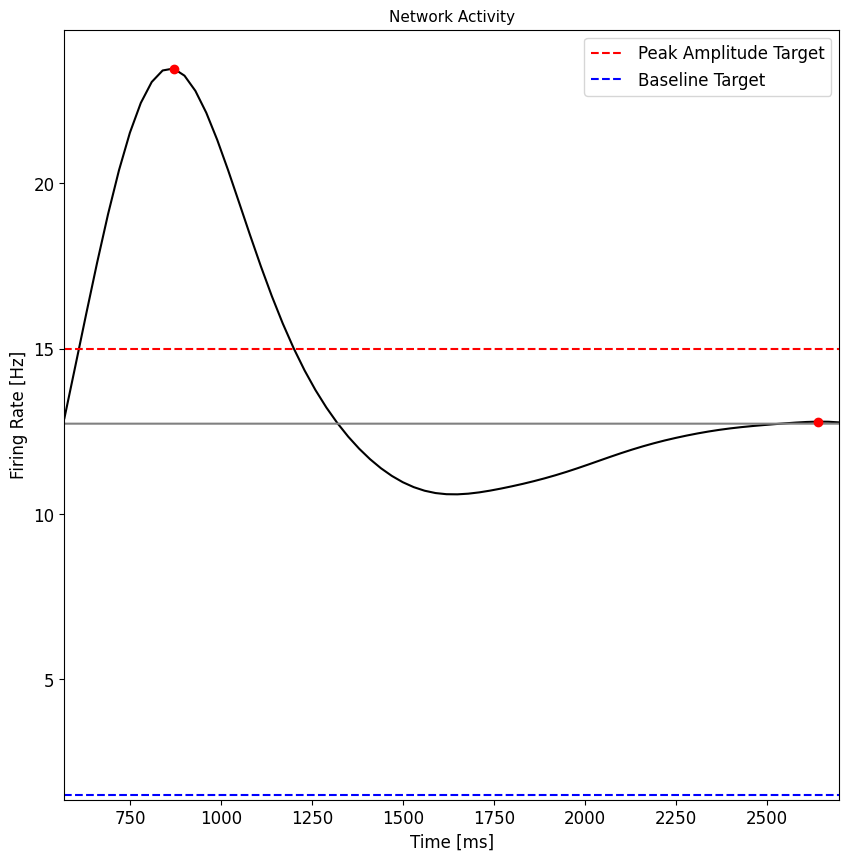 Network Activity
Peak Amplitude Target
Baseline Target
Firing Rate [Hz]
20
15
10
5
750 1000 1250 1500 1750 2000 2250 2500
Time [ms]